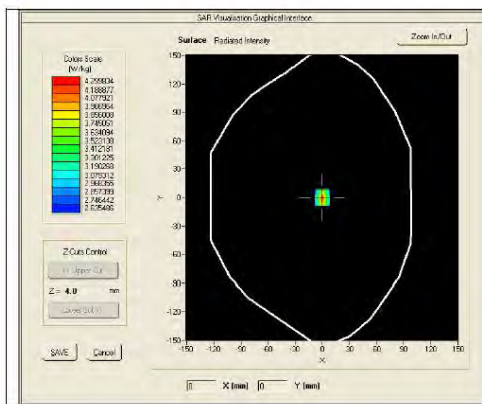 SAR Visualisation Graphical Interface
Surface Radiated Intensity
Zoom In/Out
Colors Scale
(W/kg)
4.299834
4.188877
4.077921
3.966964
3.856008
3.745051
3.634094
3.523138
3.412181
3.301225
3.190268
3.079312
2.968355
2.857399
2.746442
2.635486
150
120
90
60
30
0
-30
-60
-90
-120
-150
Y
-150 -120 -90 -60 -30 0 30 60 90 120 150
X
Z Cuts Control
Z = 4.0 mm
SAVE Cancel
0 X (mm) 0 Y (mm)